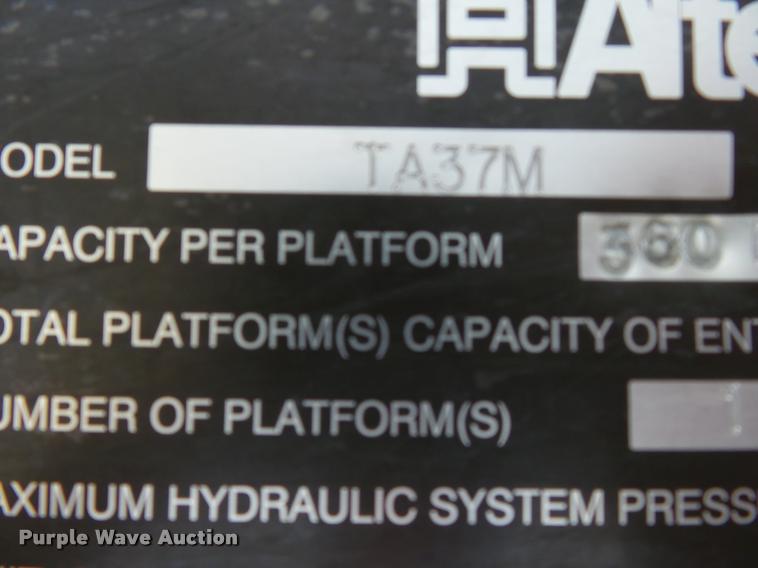 Alte
ODEL TA37M
APACITY PER PLATFORM 360
OTAL PLATFORM(S) CAPACITY OF ENT
UMBER OF PLATFORM(S) 1
AXIMUM HYDRAULIC SYSTEM PRESS
Purple Wave Auction